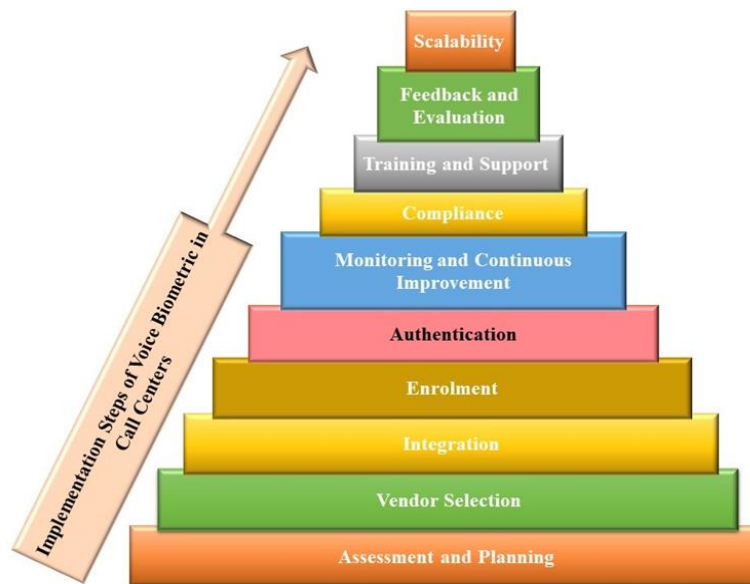 Scalability
Feedback and
Evaluation
Training and Support
Compliance
Monitoring and Continuous
Improvement
Authentication
Enrolment
Integration
Vendor Selection
Assessment and Planning
Implementation Steps of Voice Biometric in
Call Centers